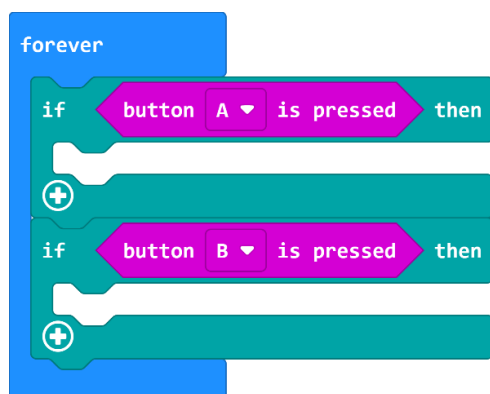 forever
if button A is pressed then
if button B is pressed then